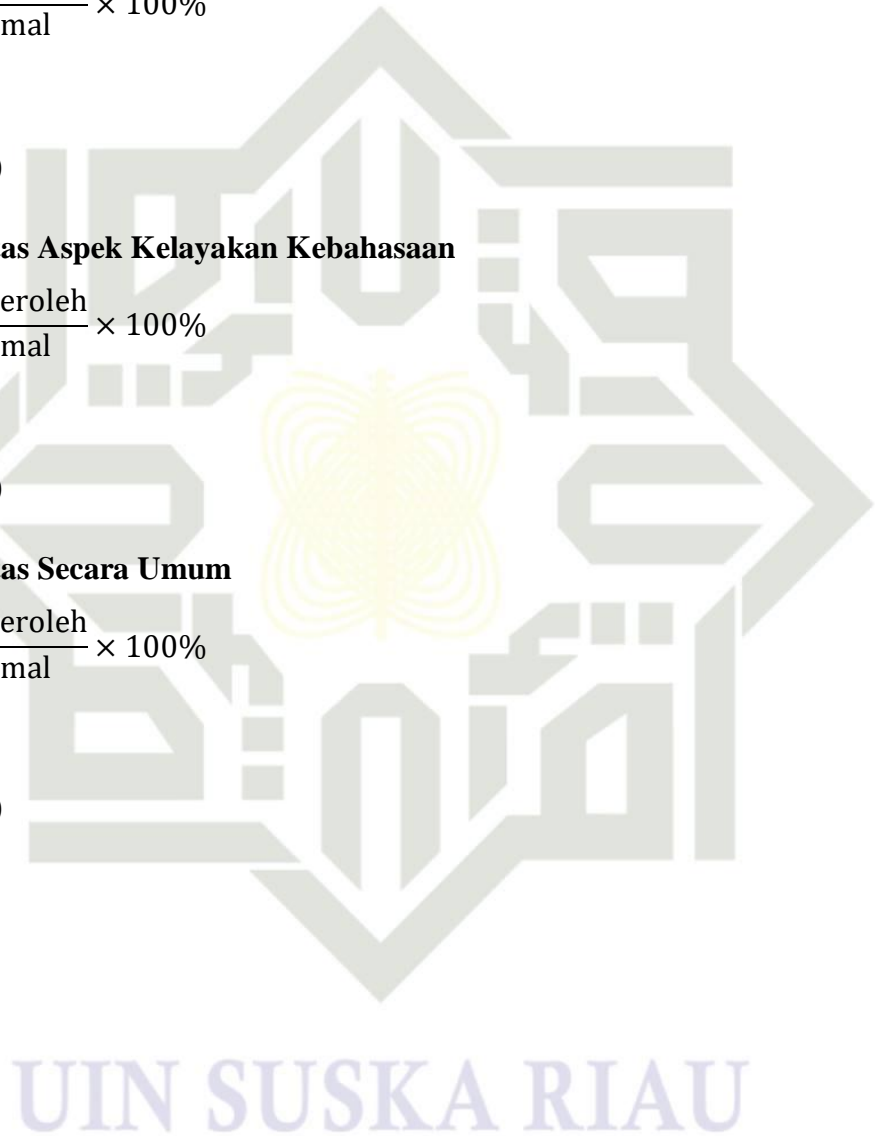 mal × 100%
)
as Aspek Kelayakan Kebahasaan
eroleh
mal × 100%
)
as Secara Umum
eroleh
mal × 100%
)
UIN SUSKA RIAU